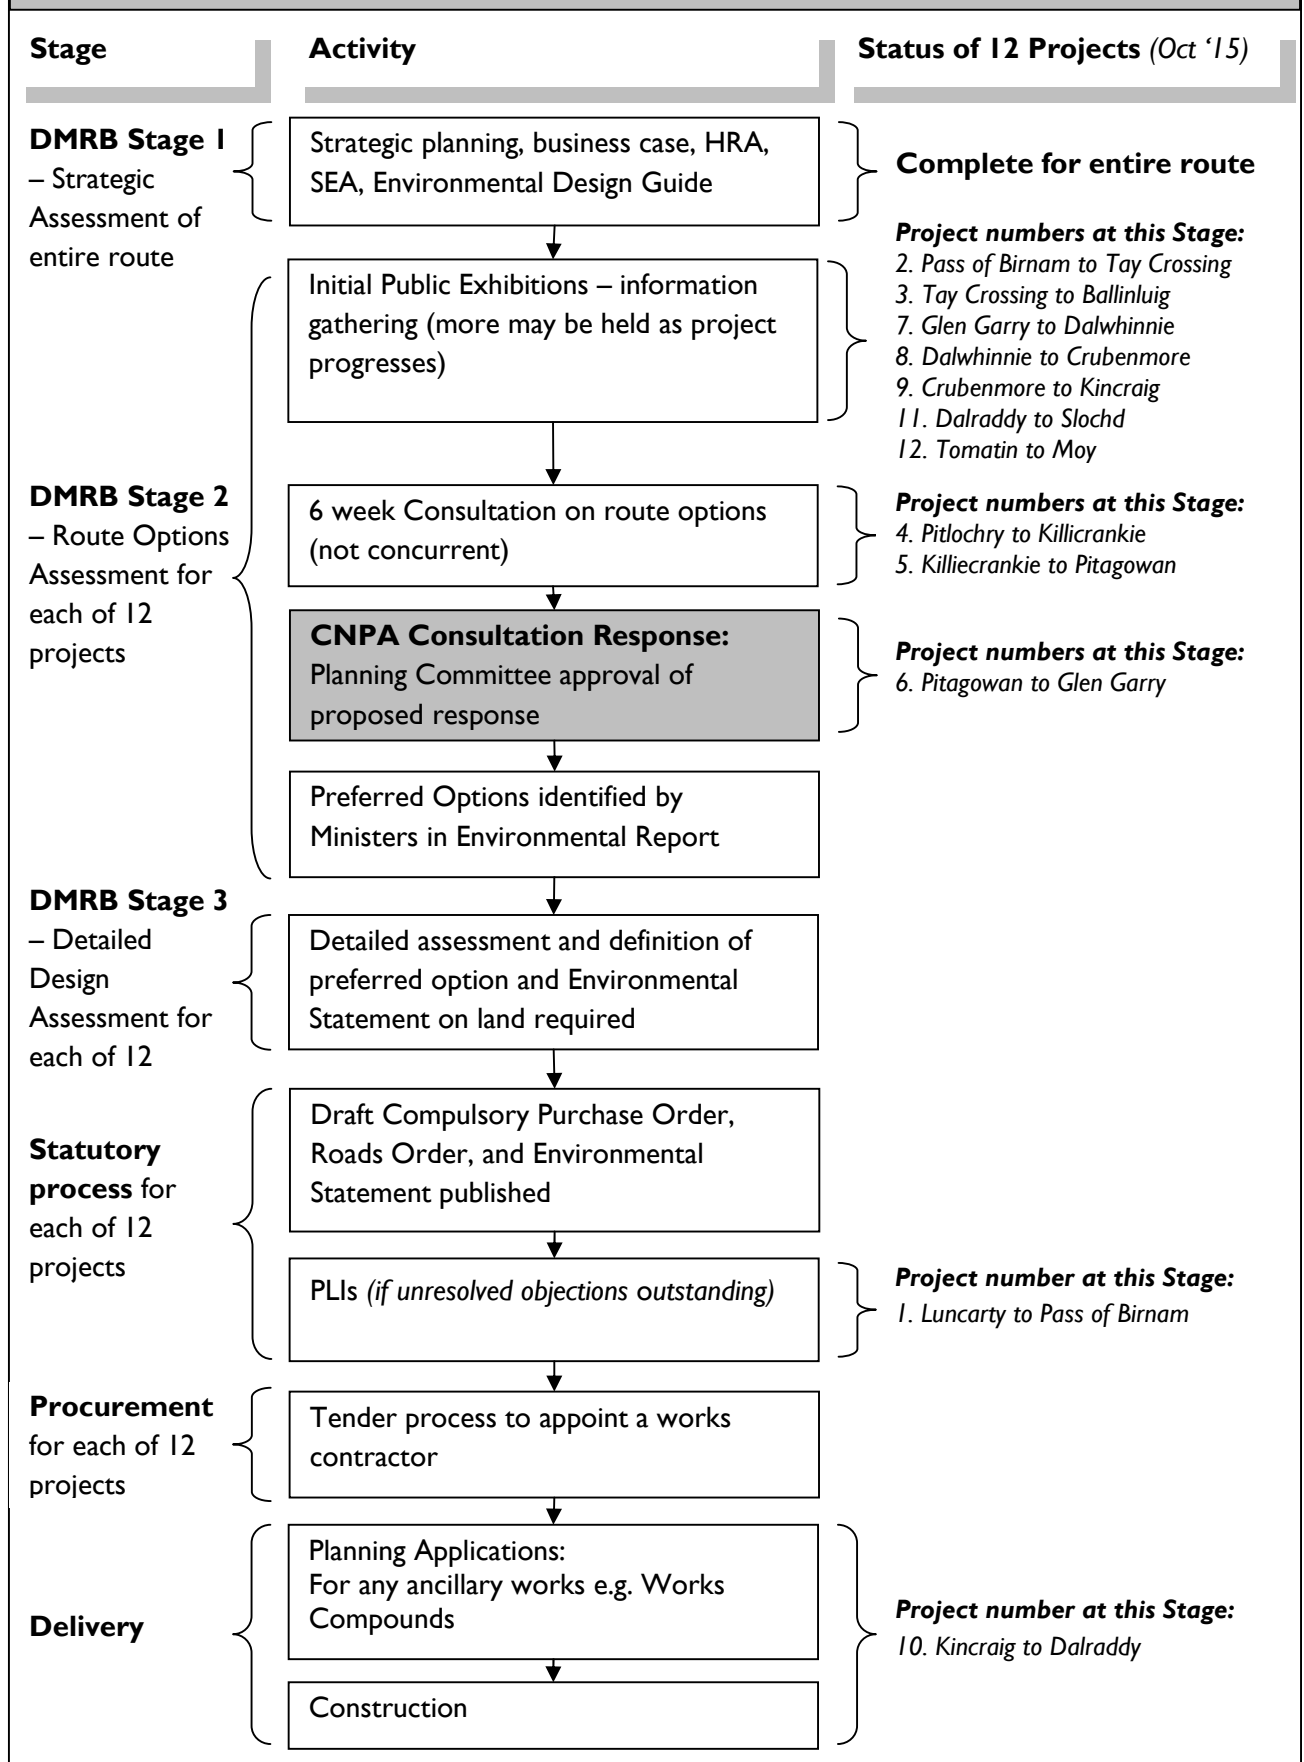 Stage
Activity
Status of 12 Projects (Oct ‘15)
DMRB Stage 1
– Strategic
Assessment of
entire route
Strategic planning, business case, HRA,
SEA, Environmental Design Guide
Complete for entire route
Initial Public Exhibitions – information
gathering (more may be held as project
progresses)
Project numbers at this Stage:
2. Pass of Birnam to Tay Crossing
3. Tay Crossing to Ballinluig
7. Glen Garry to Dalwhinnie
8. Dalwhinnie to Crubenmore
9. Crubenmore to Kincraig
11. Dalraddy to Slochd
12. Tomatin to Moy
DMRB Stage 2
– Route Options
Assessment for
each of 12
projects
6 week Consultation on route options
(not concurrent)
Project numbers at this Stage:
4. Pitlochry to Killicrankie
5. Killiecrankie to Pitagowan
CNPA Consultation Response:
Planning Committee approval of
proposed response
Project numbers at this Stage:
6. Pitagowan to Glen Garry
Preferred Options identified by
Ministers in Environmental Report
DMRB Stage 3
– Detailed
Design
Assessment for
each of 12
Detailed assessment and definition of
preferred option and Environmental
Statement on land required
Statutory
process for
each of 12
projects
Draft Compulsory Purchase Order,
Roads Order, and Environmental
Statement published
PLIs (if unresolved objections outstanding)
Project number at this Stage:
1. Luncarty to Pass of Birnam
Procurement
for each of 12
projects
Tender process to appoint a works
contractor
Delivery
Planning Applications:
For any ancillary works e.g. Works
Compounds
Construction
Project number at this Stage:
10. Kincraig to Dalraddy